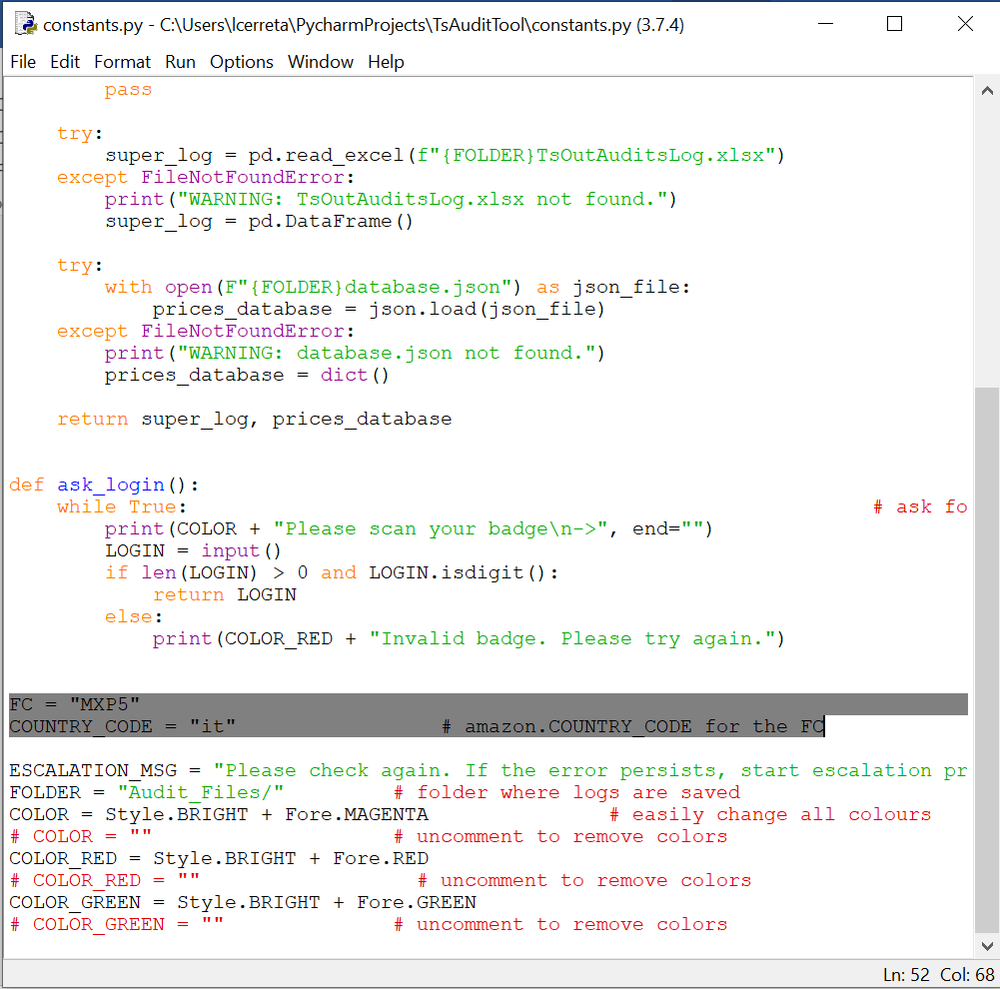 constants.py - C:\Users\lcerreta\PycharmProjects\TsAuditTool\constants.py (3.7.4)
File Edit Format Run Options Window Help
        pass

    try:
        super_log = pd.read_excel(f"{FOLDER}TsOutAuditsLog.xlsx")
    except FileNotFoundError:
        print("WARNING: TsOutAuditsLog.xlsx not found.")
        super_log = pd.DataFrame()

    try:
        with open(F"{FOLDER}database.json") as json_file:
            prices_database = json.load(json_file)
    except FileNotFoundError:
        print("WARNING: database.json not found.")
        prices_database = dict()

    return super_log, prices_database

def ask_login():
    while True:                                                         # ask fo
        print(COLOR + "Please scan your badge\n->", end="")
        LOGIN = input()
        if len(LOGIN) > 0 and LOGIN.isdigit():
            return LOGIN
        else:
            print(COLOR_RED + "Invalid badge. Please try again.")

FC = "MXP5"
COUNTRY_CODE = "it"                 # amazon.COUNTRY_CODE for the FC

ESCALATION_MSG = "Please check again. If the error persists, start escalation pr
FOLDER = "Audit_Files/"         # folder where logs are saved
COLOR = Style.BRIGHT + Fore.MAGENTA               # easily change all colours
# COLOR = ""                    # uncomment to remove colors
COLOR_RED = Style.BRIGHT + Fore.RED
# COLOR_RED = ""                  # uncomment to remove colors
COLOR_GREEN = Style.BRIGHT + Fore.GREEN
# COLOR_GREEN = ""              # uncomment to remove colors
Ln: 52 Col: 68